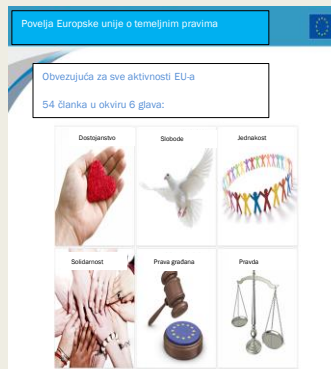 Povelja Europske unije o temeljnim pravima
Obvezujuća za sve aktivnosti EU-a
54 članka u okviru 6 glava:
Dostojanstvo
Slobode
Jednakost
Solidarnost
Prava građana
Pravda